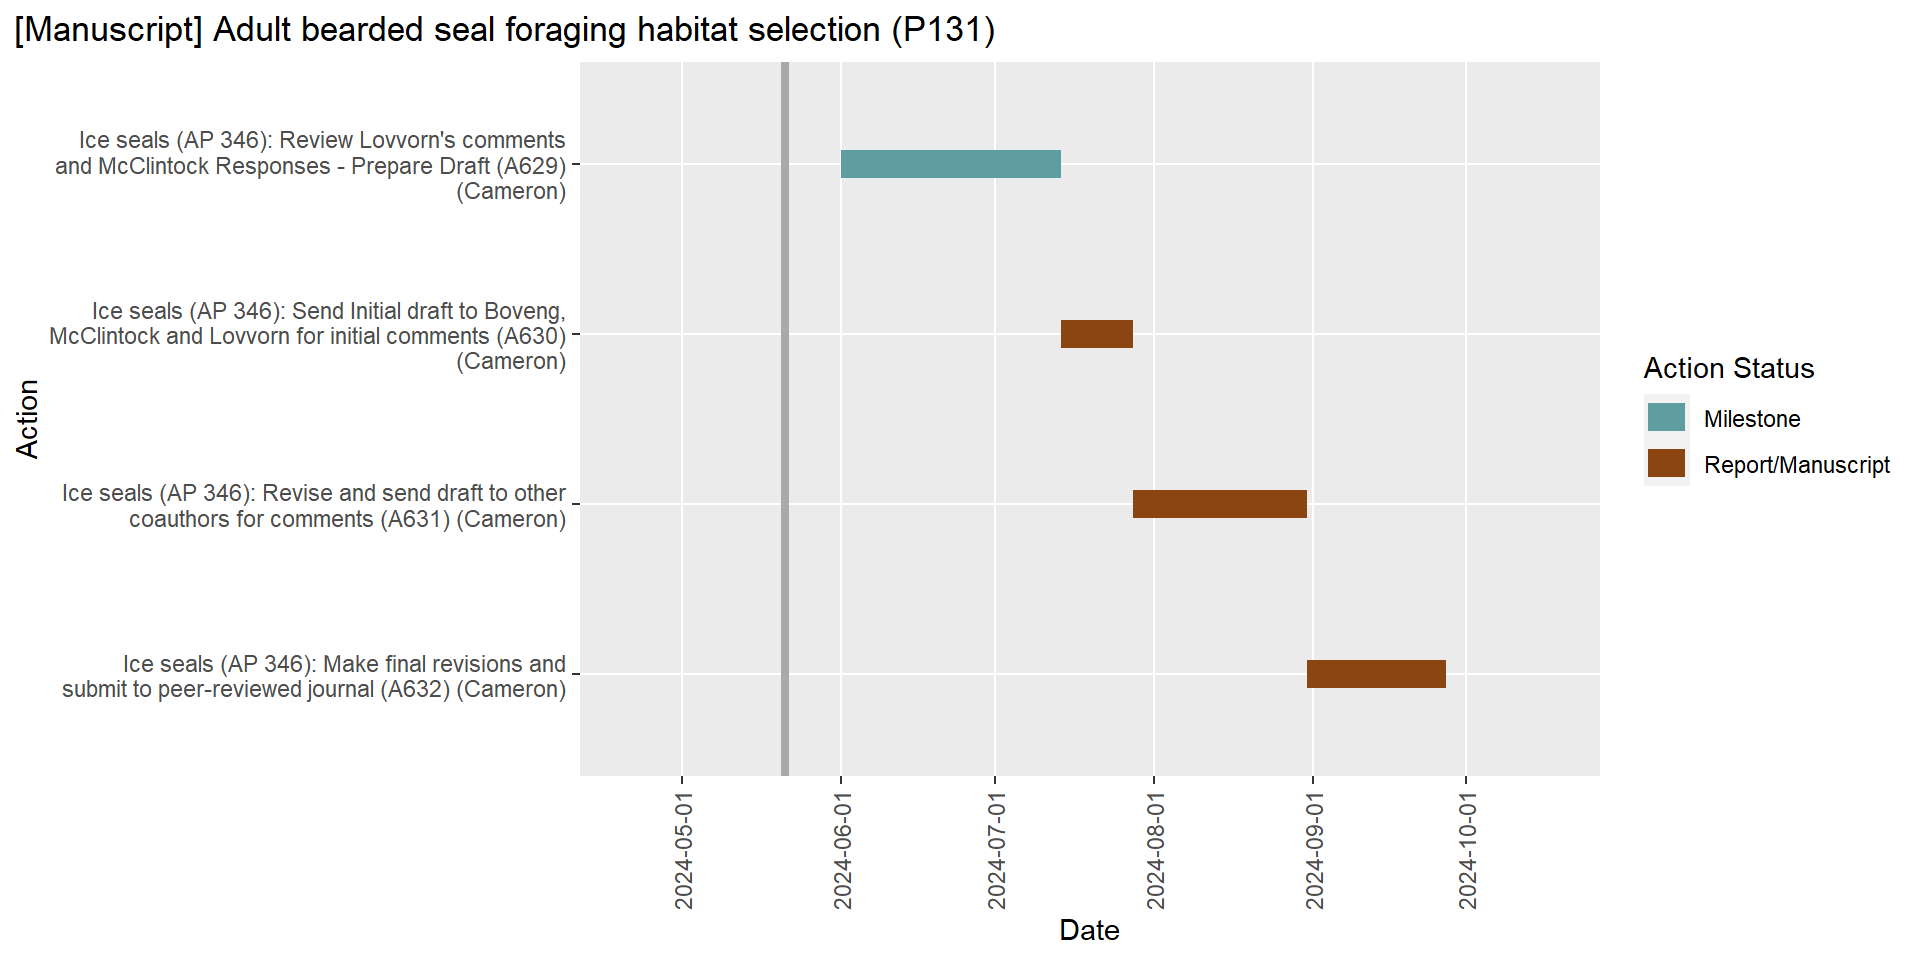 [Manuscript] Adult bearded seal foraging habitat selection (P131)
Ice seals (AP 346): Review Lovvorn's comments
and McClintock Responses - Prepare Draft (A629)
(Cameron)
Ice seals (AP 346): Send Initial draft to Boveng,
McClintock and Lovvorn for initial comments (A630)
(Cameron)
Ice seals (AP 346): Revise and send draft to other
coauthors for comments (A631) (Cameron)
Ice seals (AP 346): Make final revisions and
submit to peer-reviewed journal (A632) (Cameron)
Action
2024-05-01
2024-06-01
2024-07-01
2024-08-01
2024-09-01
2024-10-01
Date
Action Status
Milestone
Report/Manuscript